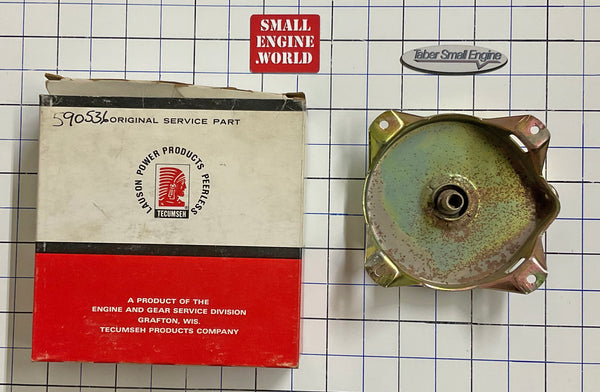 SMALL
ENGINE
.WORLD
Taber Small Engine
590536 ORIGINAL SERVICE PART
LAUSON POWER PRODUCTS PEERLESS
TECUMSEH
A PRODUCT OF THE
ENGINE AND GEAR SERVICE DIVISION
GRAFTON, WIS.
TECUMSEH PRODUCTS COMPANY